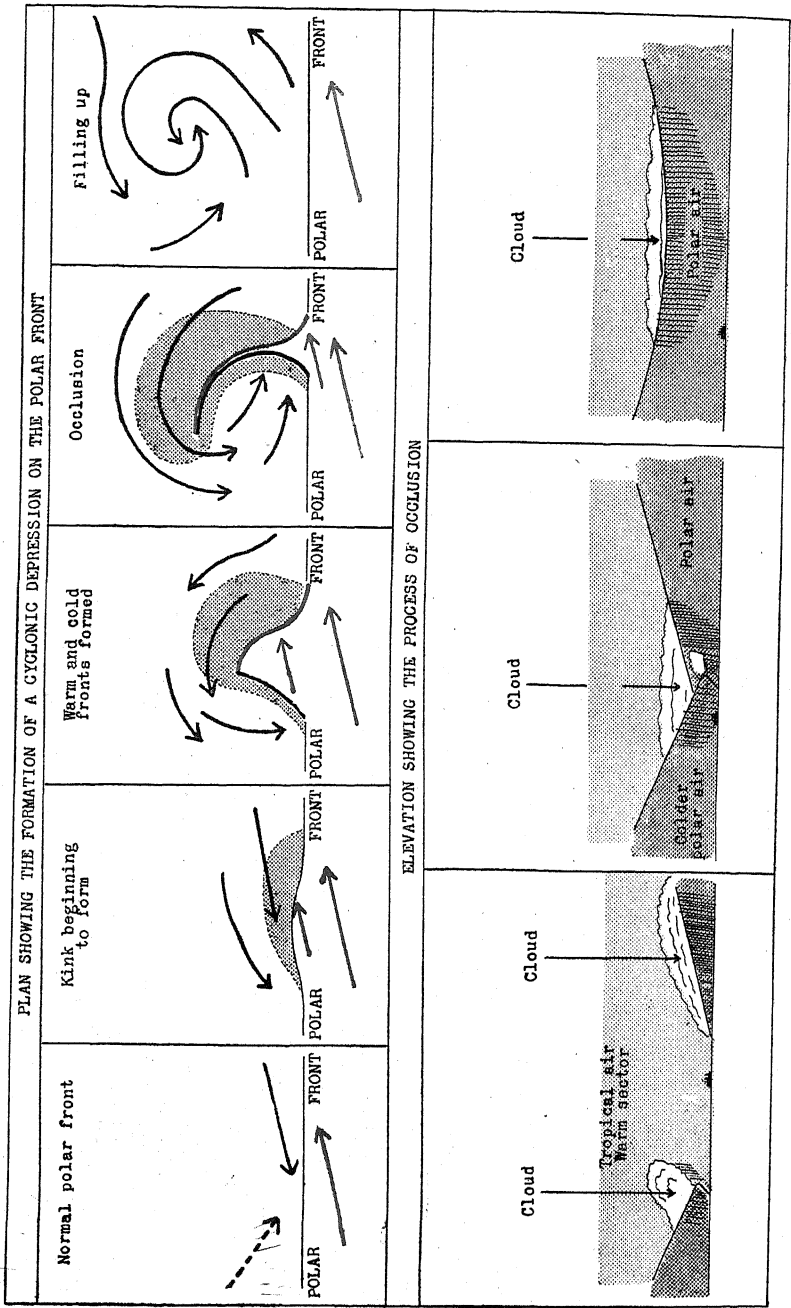 PLAN SHOWING THE FORMATION OF A CYCLONIC DEPRESSION ON THE POLAR FRONT
Normal polar front
POLAR FRONT
Kink beginning
to form
POLAR FRONT
Warm and cold
fronts formed
POLAR FRONT
Occlusion
POLAR FRONT
Filling up
POLAR FRONT
ELEVATION SHOWING THE PROCESS OF OCCLUSION
Cloud
Tropical air
Warm sector
Cloud
Cloud
Colder
polar air
Polar air
Cloud
Polar air